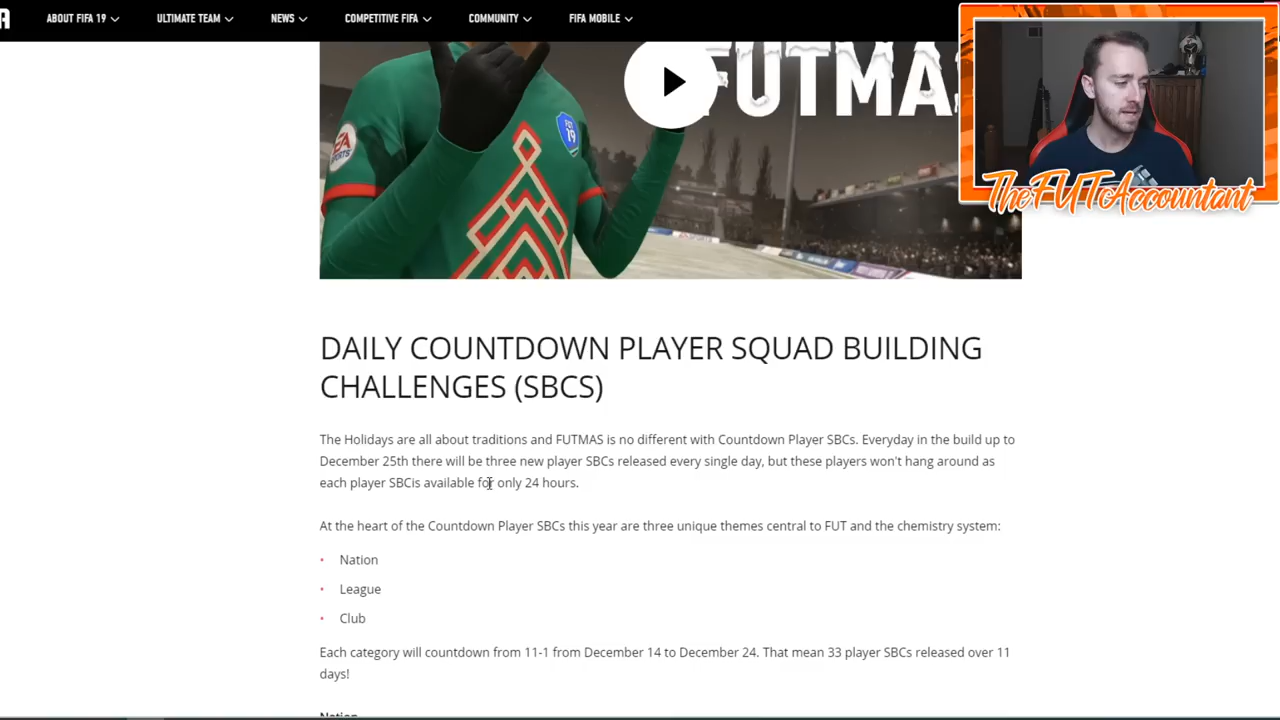 A
ABOUT FIFA 19
ULTIMATE TEAM
NEWS
COMPETITIVE FIFA
COMMUNITY
FIFA MOBILE
FUTMAS
EA
SPORTS
FUT
19
TheFUTAccountant
DAILY COUNTDOWN PLAYER SQUAD BUILDING
CHALLENGES (SBCS)
The Holidays are all about traditions and FUTMAS is no different with Countdown Player SBCs. Everyday in the build up to
December 25th there will be three new player SBCs released every single day, but these players won't hang around as
each player SBCis available for only 24 hours.
At the heart of the Countdown Player SBCs this year are three unique themes central to FUT and the chemistry system:
• Nation
• League
• Club
Each category will countdown from 11-1 from December 14 to December 24. That mean 33 player SBCs released over 11
days!
Nation